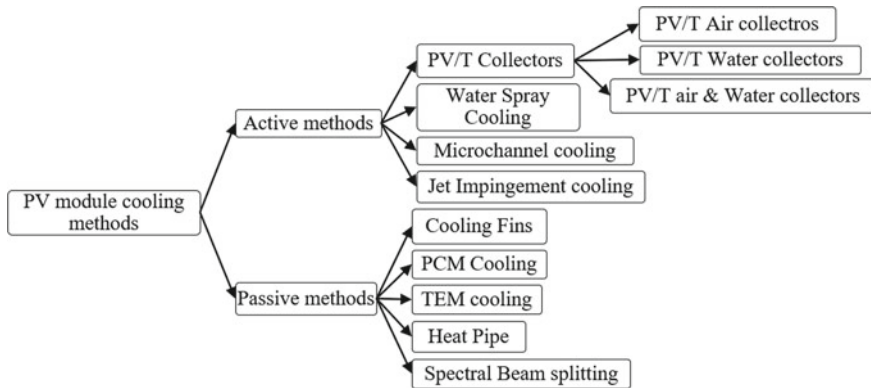 PV module cooling
methods
Active methods
PV/T Collectors
PV/T Air collectros
PV/T Water collectors
PV/T air & Water collectors
Water Spray
Cooling
Microchannel cooling
Jet Impingement cooling
Passive methods
Cooling Fins
PCM Cooling
TEM cooling
Heat Pipe
Spectral Beam splitting